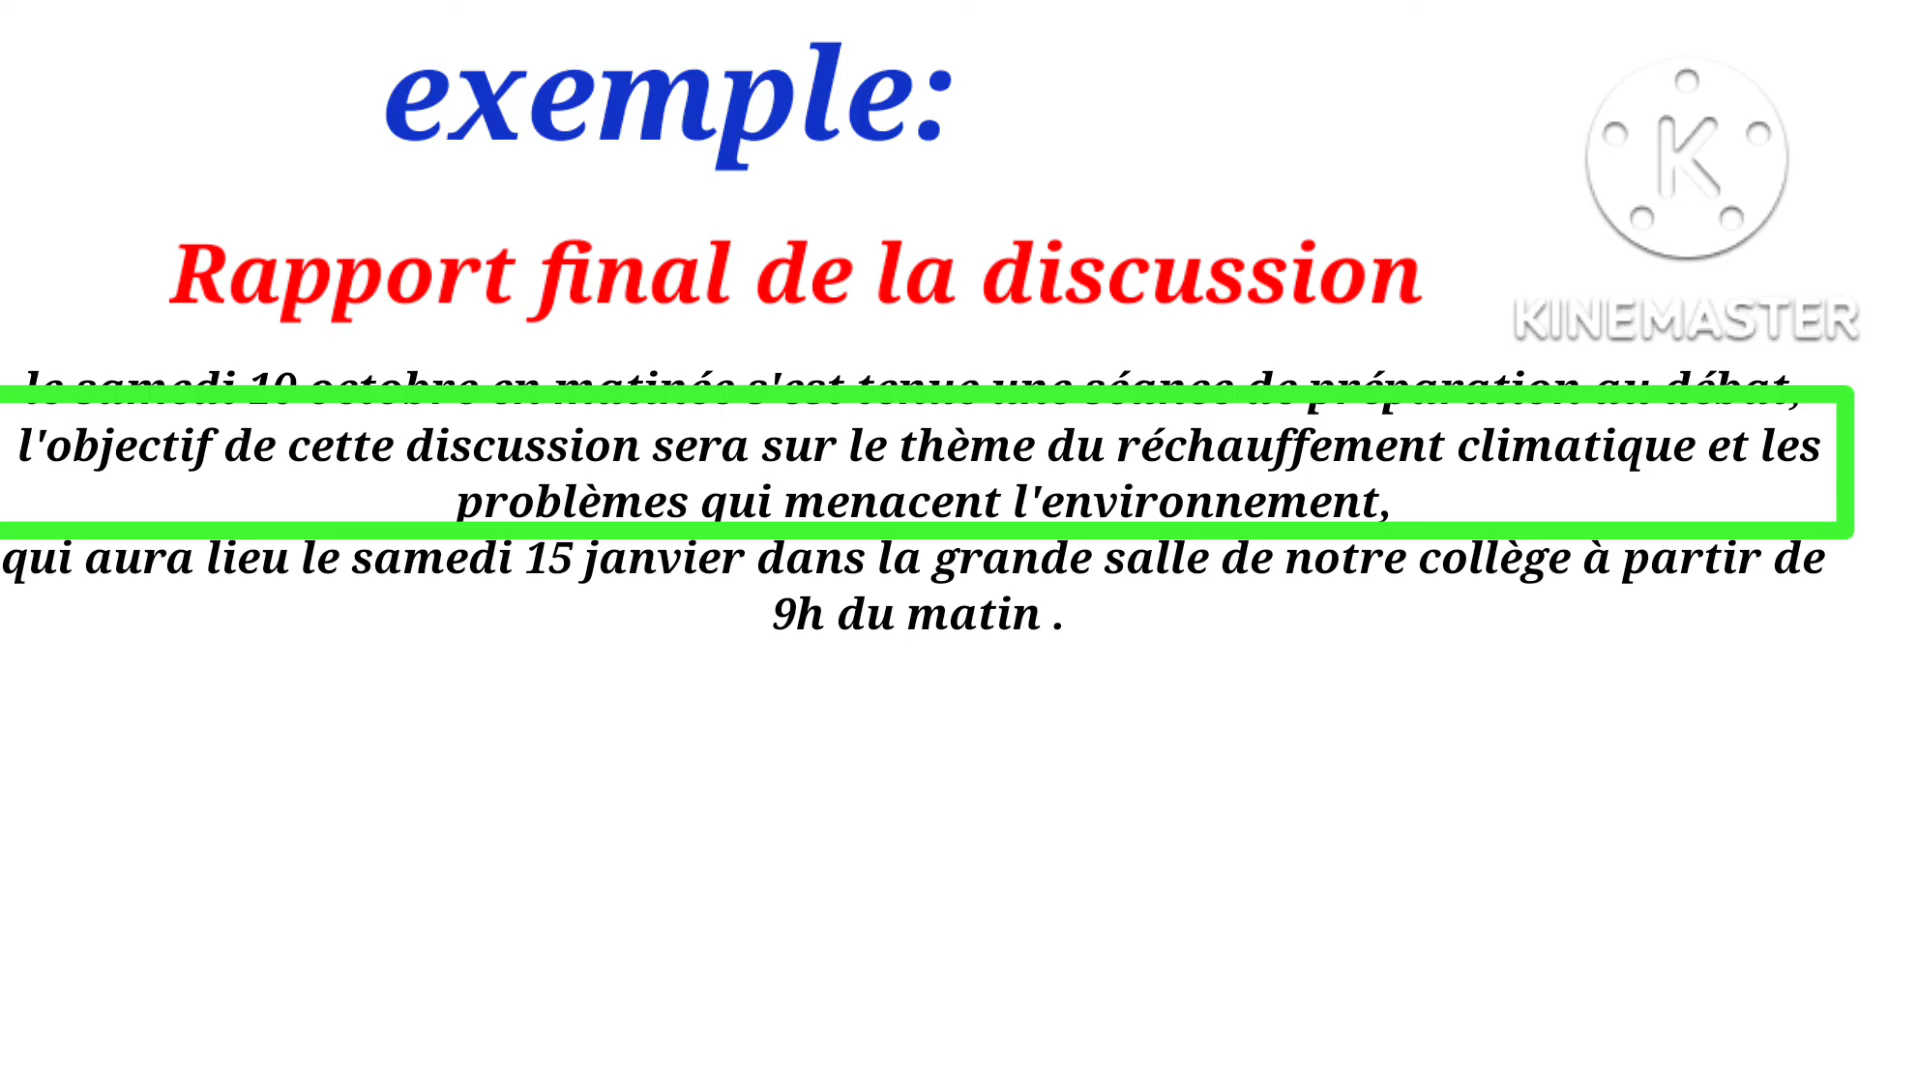 exemple:
K
KINEMASTER
Rapport final de la discussion
le samedi 10 octobre en matinée s'est tenue une séance de préparation au débat,
l'objectif de cette discussion sera sur le thème du réchauffement climatique et les
problèmes qui menacent l'environnement,
qui aura lieu le samedi 15 janvier dans la grande salle de notre collège à partir de
9h du matin .